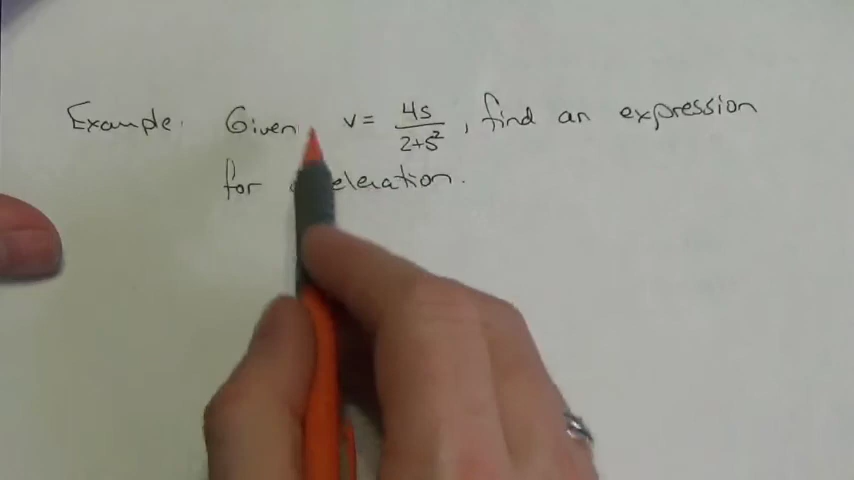 Example: Given v = 4s / (2+s²), find an expression
for